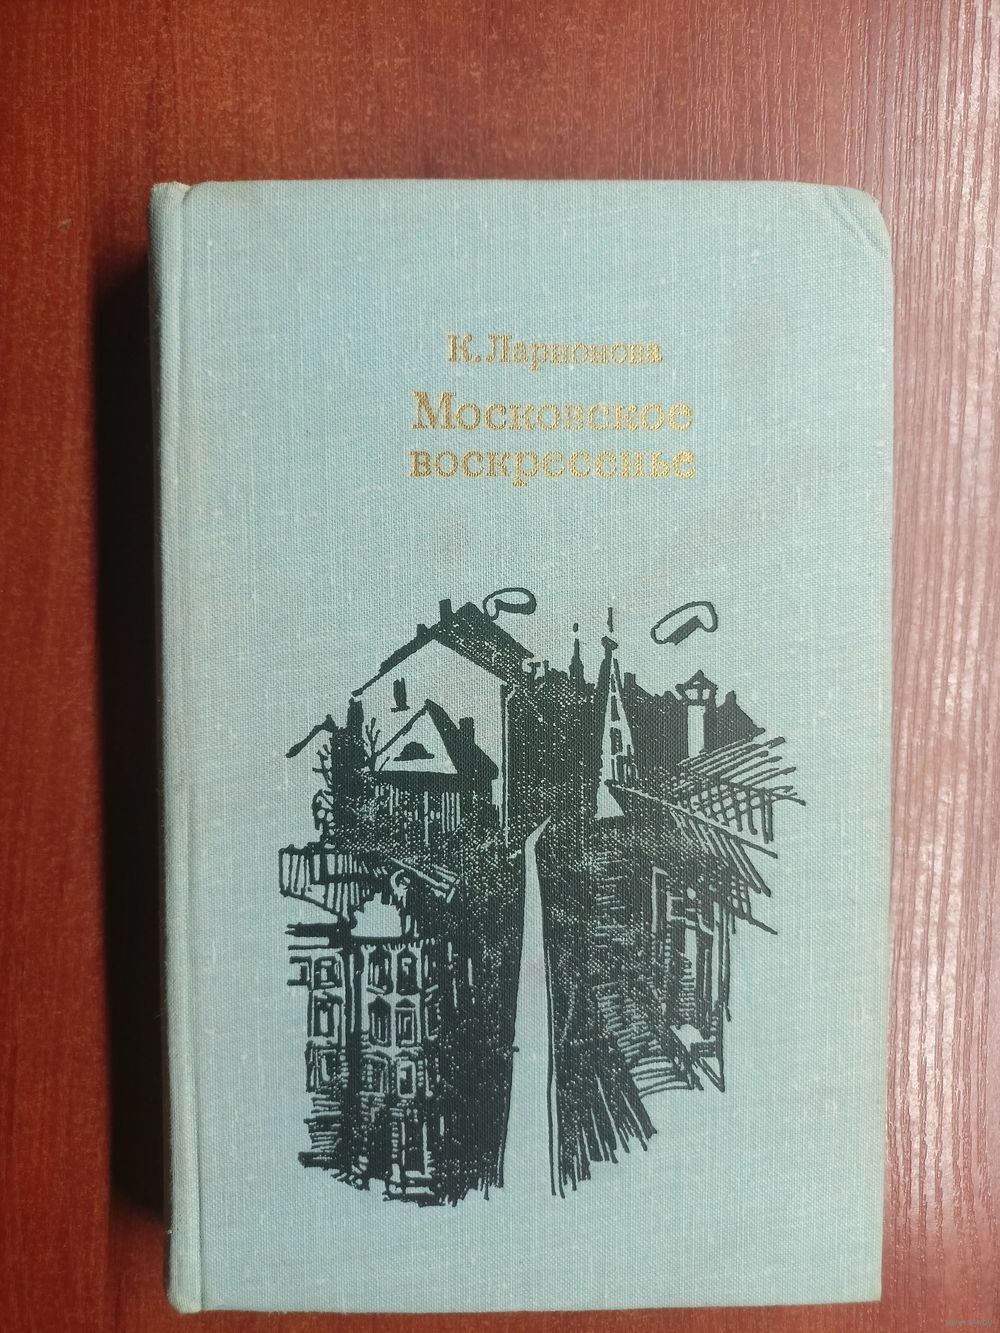 К. Ларионова
Московское
воскресенье